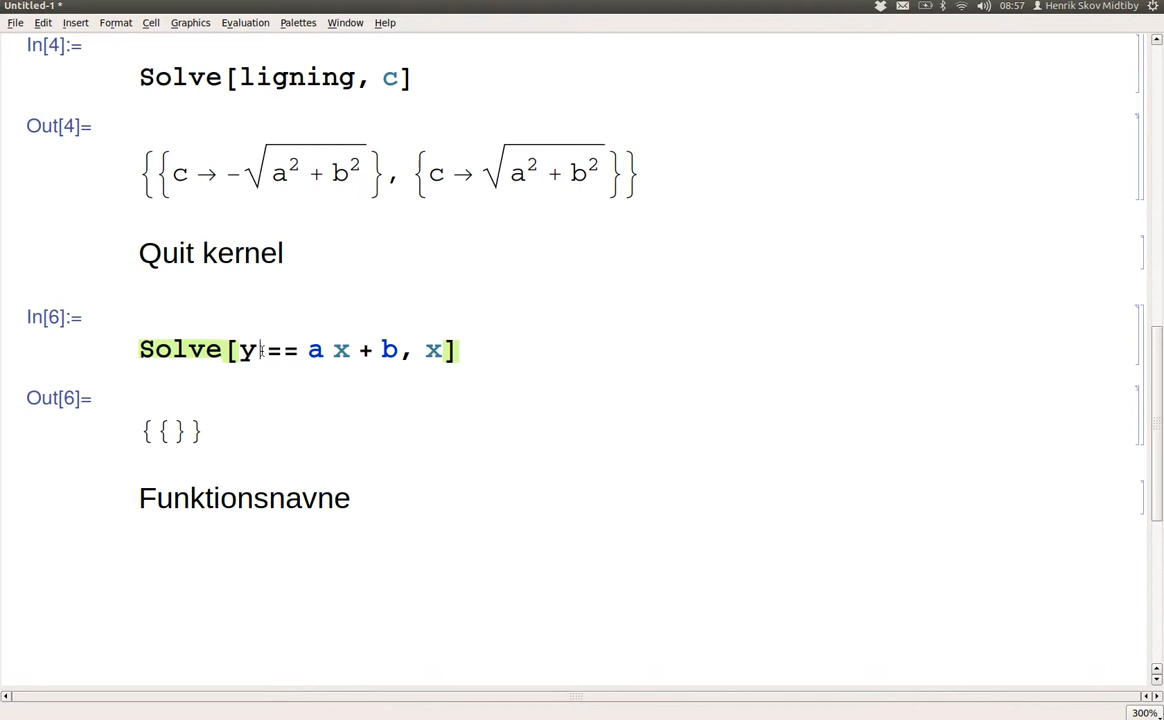 Untitled-1 *
08:57 Henrik Skov Midtiby
File Edit Insert Format Cell Graphics Evaluation Palettes Window Help
In[4]:=
Solve[ligning, c]
Out[4]=
{{c → -√a² + b²}, {c → √a² + b²}}
Quit kernel
In[6]:=
Solve[y == a x + b, x]
Out[6]=
{{}}
Funktionsnavne
300%